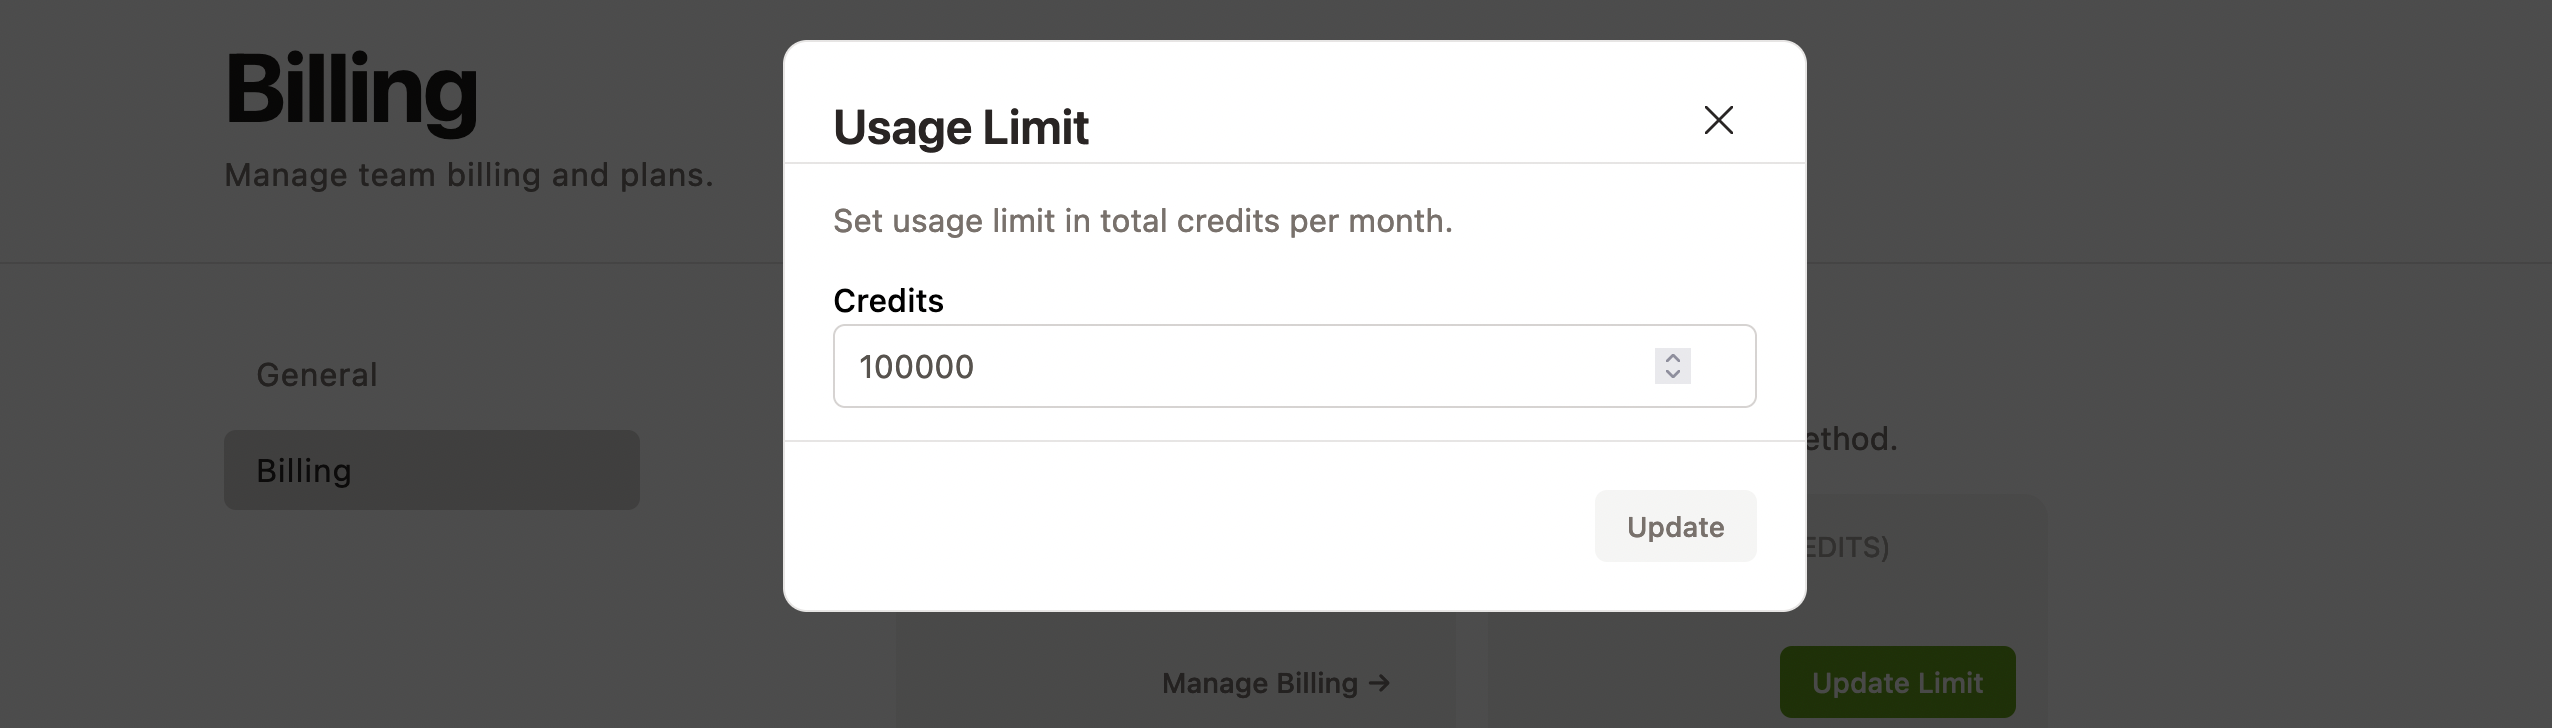 Billing
Manage team billing and plans.
General
Billing
Usage Limit
Set usage limit in total credits per month.
Credits
100000
Update
ethod.
EDITS)
Manage Billing →
Update Limit